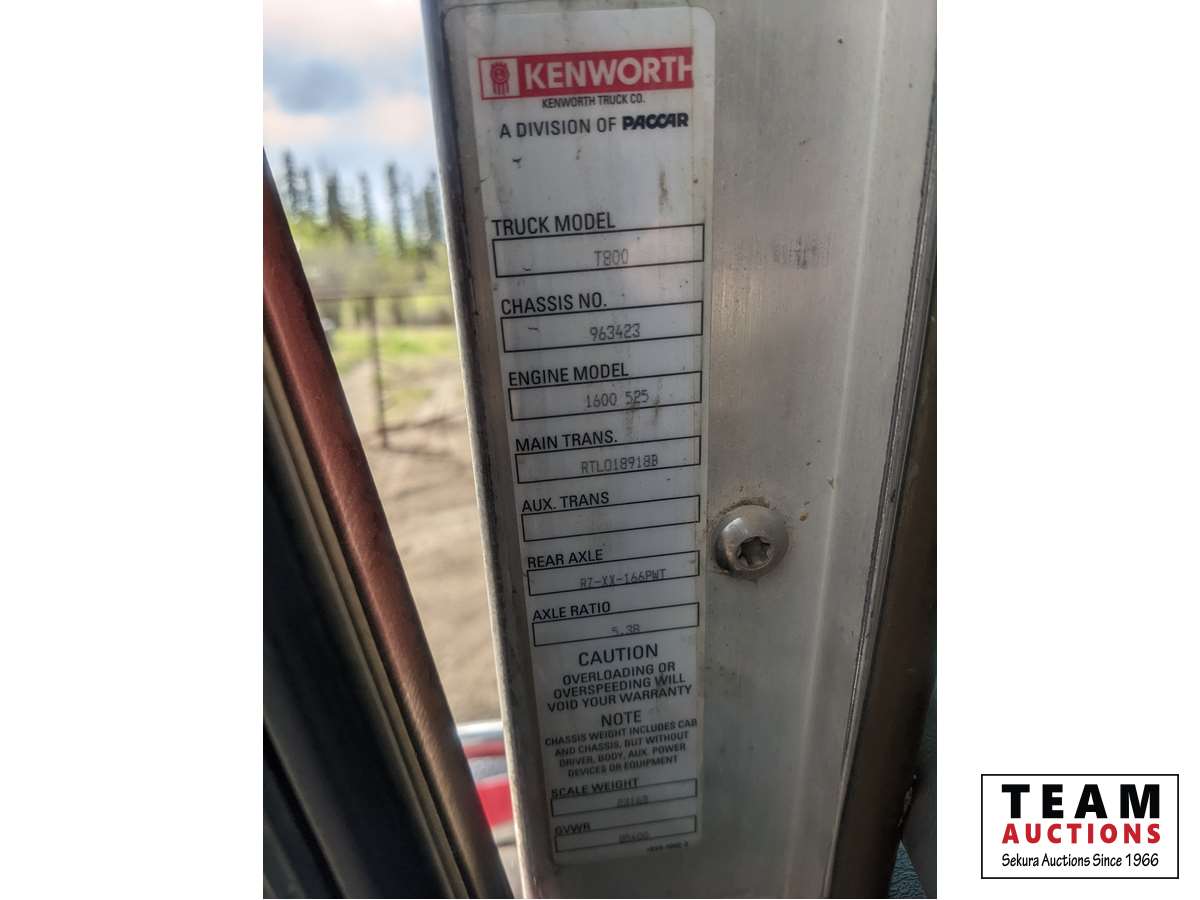 KENWORTH
KENWORTH TRUCK CO.
A DIVISION OF PACCAR
TRUCK MODEL
T800
CHASSIS NO.
963423
ENGINE MODEL
1600 525
MAIN TRANS.
RTLO18918B
AUX. TRANS
REAR AXLE
R7-XX-166PWT
AXLE RATIO
5.38
CAUTION
OVERLOADING OR
OVERSPEEDING WILL
VOID YOUR WARRANTY
NOTE
CHASSIS WEIGHT INCLUDES CAB
AND CHASSIS, BUT WITHOUT
DRIVER, BODY, AUX. POWER
DEVICES OR EQUIPMENT
SCALE WEIGHT
GVWR
TEAM
AUCTIONS
Sekura Auctions Since 1966